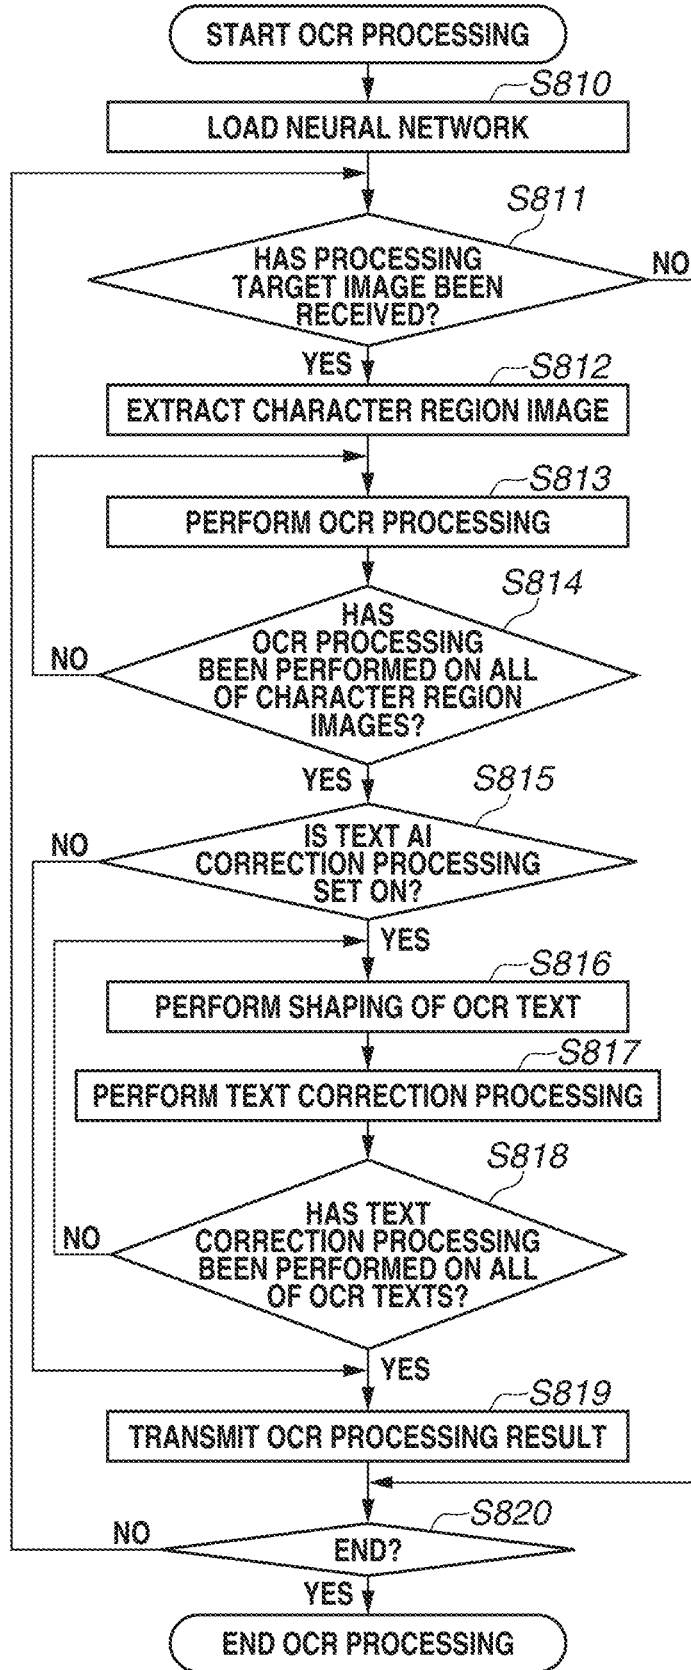 START OCR PROCESSING
S810
LOAD NEURAL NETWORK
S811
HAS PROCESSING
TARGET IMAGE BEEN
RECEIVED?
NO
YES
S812
EXTRACT CHARACTER REGION IMAGE
S813
PERFORM OCR PROCESSING
S814
HAS
OCR PROCESSING
BEEN PERFORMED ON ALL
OF CHARACTER REGION
IMAGES?
NO
YES
S815
IS TEXT AI
CORRECTION PROCESSING
SET ON?
NO
YES
S816
PERFORM SHAPING OF OCR TEXT
S817
PERFORM TEXT CORRECTION PROCESSING
S818
HAS TEXT
CORRECTION PROCESSING
BEEN PERFORMED ON ALL
OF OCR TEXTS?
NO
YES
S819
TRANSMIT OCR PROCESSING RESULT
S820
END?
NO
YES
END OCR PROCESSING